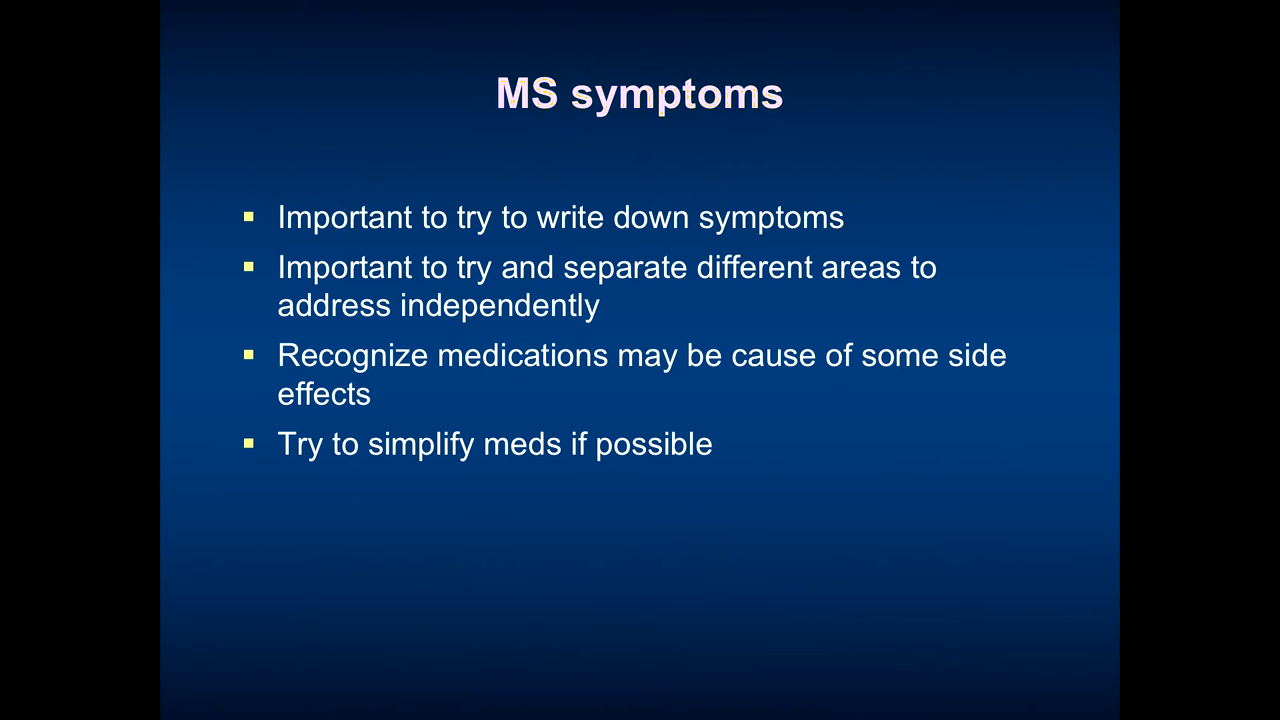 MS symptoms
Important to try to write down symptoms
Important to try and separate different areas to
address independently
Recognize medications may be cause of some side
effects
Try to simplify meds if possible